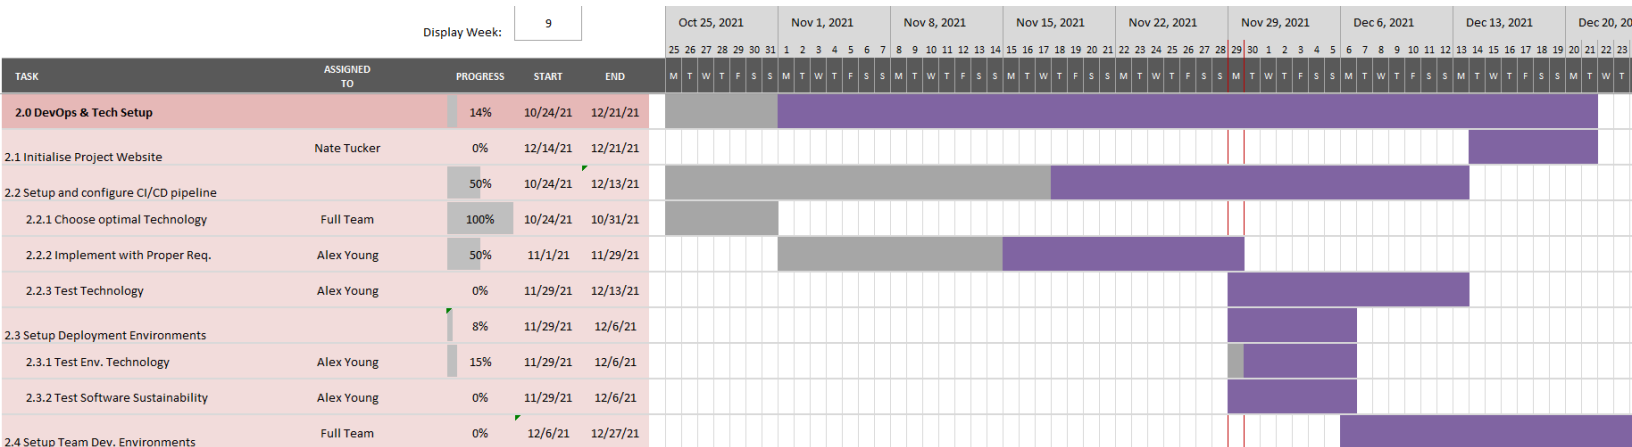 Display Week: 9
Oct 25, 2021 Nov 1, 2021 Nov 8, 2021 Nov 15, 2021 Nov 22, 2021 Nov 29, 2021 Dec 6, 2021 Dec 13, 2021 Dec 20, 20
25 26 27 28 29 30 31 1 2 3 4 5 6 7 8 9 10 11 12 13 14 15 16 17 18 19 20 21 22 23 24 25 26 27 28 29 30 1 2 3 4 5 6 7 8 9 10 11 12 13 14 15 16 17 18 19 20 21 22 23
TASK ASSIGNED TO PROGRESS START END M T W T F S S M T W T F S S M T W T F S S M T W T F S S M T W T F S S M T W T F S S M T W T F S S M T W T F S S M T W T
2.0 DevOps & Tech Setup 14% 10/24/21 12/21/21
2.1 Initialise Project Website Nate Tucker 0% 12/14/21 12/21/21
2.2 Setup and configure CI/CD pipeline 50% 10/24/21 12/13/21
2.2.1 Choose optimal Technology Full Team 100% 10/24/21 10/31/21
2.2.2 Implement with Proper Req. Alex Young 50% 11/1/21 11/29/21
2.2.3 Test Technology Alex Young 0% 11/29/21 12/13/21
2.3 Setup Deployment Environments 8% 11/29/21 12/6/21
2.3.1 Test Env. Technology Alex Young 15% 11/29/21 12/6/21
2.3.2 Test Software Sustainability Alex Young 0% 11/29/21 12/6/21
2.4 Setup Team Dev. Environments Full Team 0% 12/6/21 12/27/21